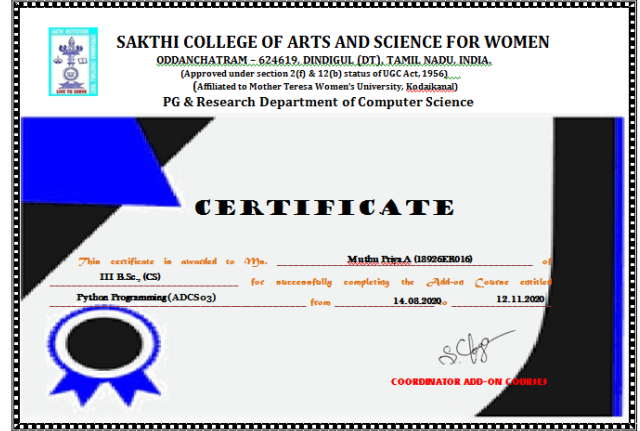 SAKTHI COLLEGE OF ARTS AND SCIENCE FOR WOMEN
ODDANCHATRAM – 624619, DINDIGUL (DT), TAMIL NADU, INDIA.
(Approved under section 2(f) & 12(b) status of UGC Act, 1956)
(Affiliated to Mother Teresa Women's University, Kodaikanal)
PG & Research Department of Computer Science
LIVE TO SERVE
CERTIFICATE
This certificate is awarded to Ms. Muthu Priya.A (18926ER016) of
III B.Sc., (CS) for successfully completing the Add-on Course entitled
Python Programming (ADCS03) from 14.08.2020 to 12.11.2020
COORDINATOR ADD-ON COURSES